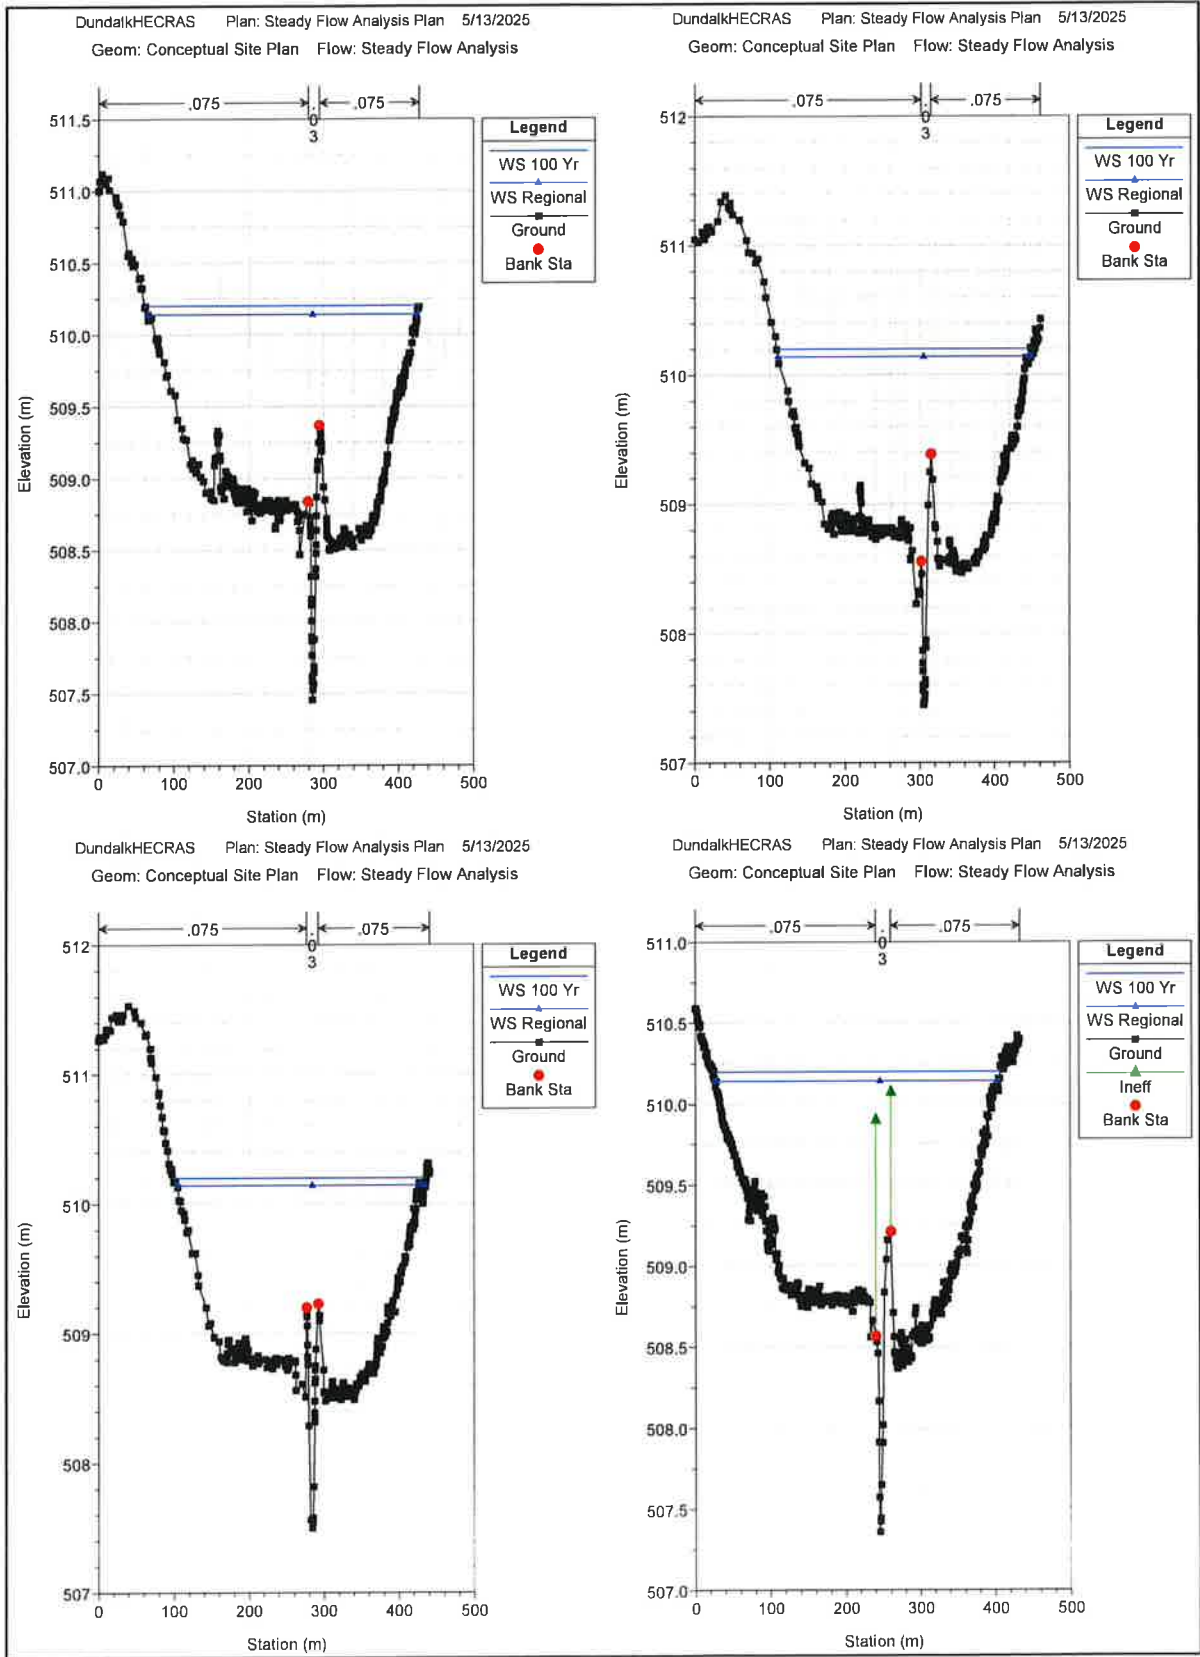 DundalkHECRAS Plan: Steady Flow Analysis Plan 5/13/2025
Geom: Conceptual Site Plan Flow: Steady Flow Analysis
.075 .03 .075
511.5
511.0
510.5
510.0
509.5
509.0
508.5
508.0
507.5
507.0
0 100 200 300 400 500
Station (m)
Elevation (m)
Legend
WS 100 Yr
WS Regional
Ground
Bank Sta
DundalkHECRAS Plan: Steady Flow Analysis Plan 5/13/2025
Geom: Conceptual Site Plan Flow: Steady Flow Analysis
.075 .03 .075
512
511
510
509
508
507
0 100 200 300 400 500
Station (m)
Elevation (m)
Legend
WS 100 Yr
WS Regional
Ground
Bank Sta
DundalkHECRAS Plan: Steady Flow Analysis Plan 5/13/2025
Geom: Conceptual Site Plan Flow: Steady Flow Analysis
.075 .03 .075
512
511
510
509
508
507
0 100 200 300 400 500
Station (m)
Elevation (m)
Legend
WS 100 Yr
WS Regional
Ground
Bank Sta
DundalkHECRAS Plan: Steady Flow Analysis Plan 5/13/2025
Geom: Conceptual Site Plan Flow: Steady Flow Analysis
.075 .03 .075
511.0
510.5
510.0
509.5
509.0
508.5
508.0
507.5
507.0
0 100 200 300 400 500
Station (m)
Elevation (m)
Legend
WS 100 Yr
WS Regional
Ground
Ineff
Bank Sta